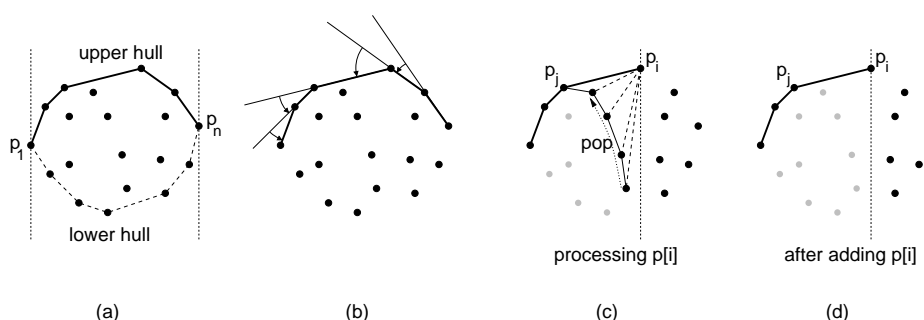 upper hull
p1
pn
lower hull
(a)
(b)
pj
pi
pop
processing p[i]
(c)
pj
pi
after adding p[i]
(d)